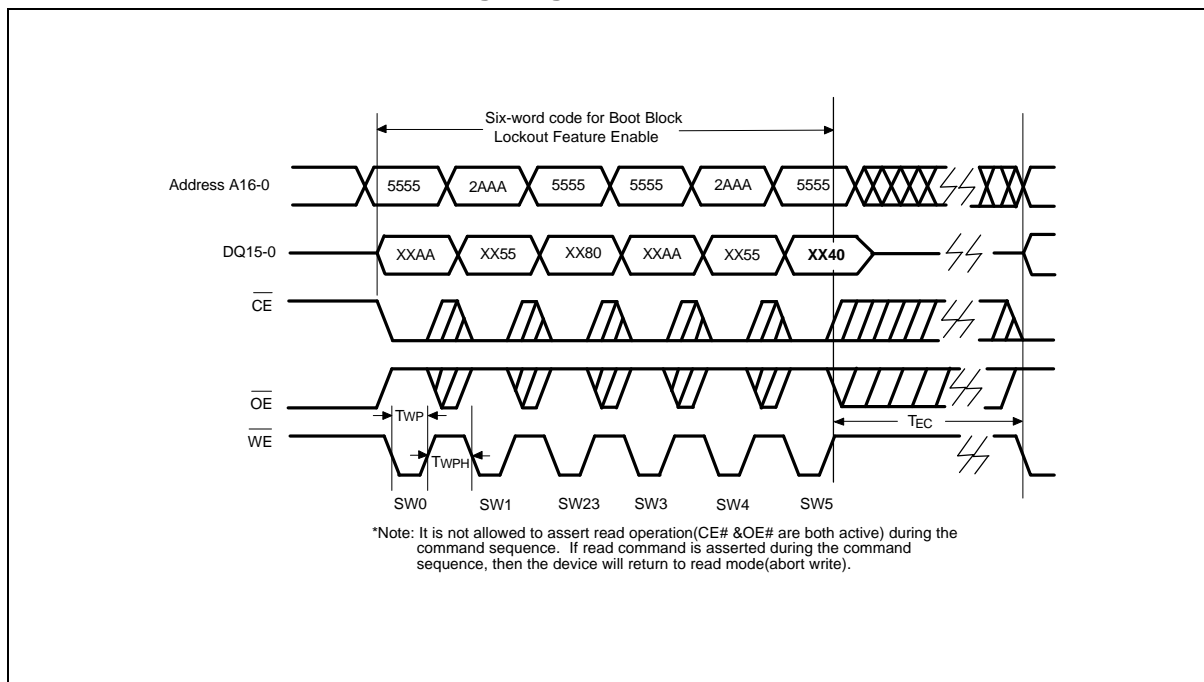 Six-word code for Boot Block
Lockout Feature Enable
Address A16-0
5555 2AAA 5555 5555 2AAA 5555
DQ15-0
XXAA XX55 XX80 XXAA XX55 XX40
CE
OE
TWP
TEC
WE
TWPH
SW0 SW1 SW23 SW3 SW4 SW5
*Note: It is not allowed to assert read operation(CE# &OE# are both active) during the
command sequence. If read command is asserted during the command
sequence, then the device will return to read mode(abort write).